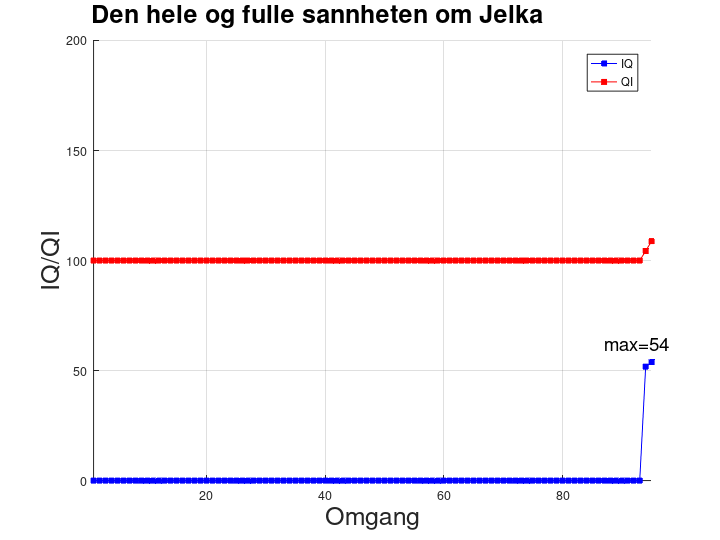 Den hele og fulle sannheten om Jelka
200
IQ
QI
150
IQ/QI
100
max=54
50
0
20 40 60 80
Omgang